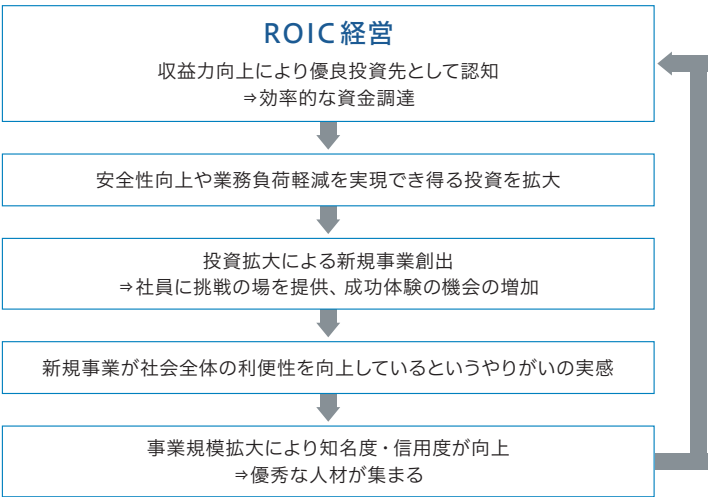 ROIC経営
収益力向上により優良投資先として認知
⇒効率的な資金調達
安全性向上や業務負荷軽減を実現でき得る投資を拡大
投資拡大による新規事業創出
⇒社員に挑戦の場を提供、成功体験の機会の増加
新規事業が社会全体の利便性を向上しているというやりがいの実感
事業規模拡大により知名度・信用度が向上
⇒優秀な人材が集まる